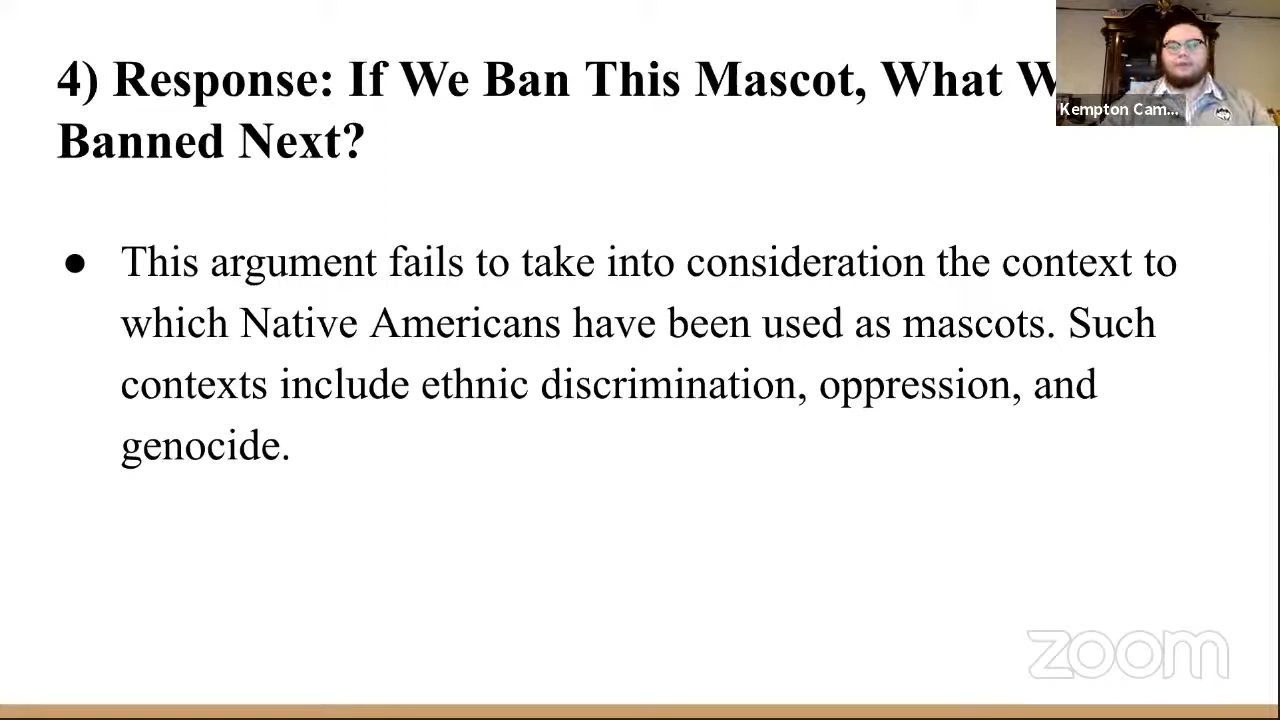 4) Response: If We Ban This Mascot, What W
Kempton Cam...
Banned Next?
● This argument fails to take into consideration the context to
which Native Americans have been used as mascots. Such
contexts include ethnic discrimination, oppression, and
genocide.
zoom